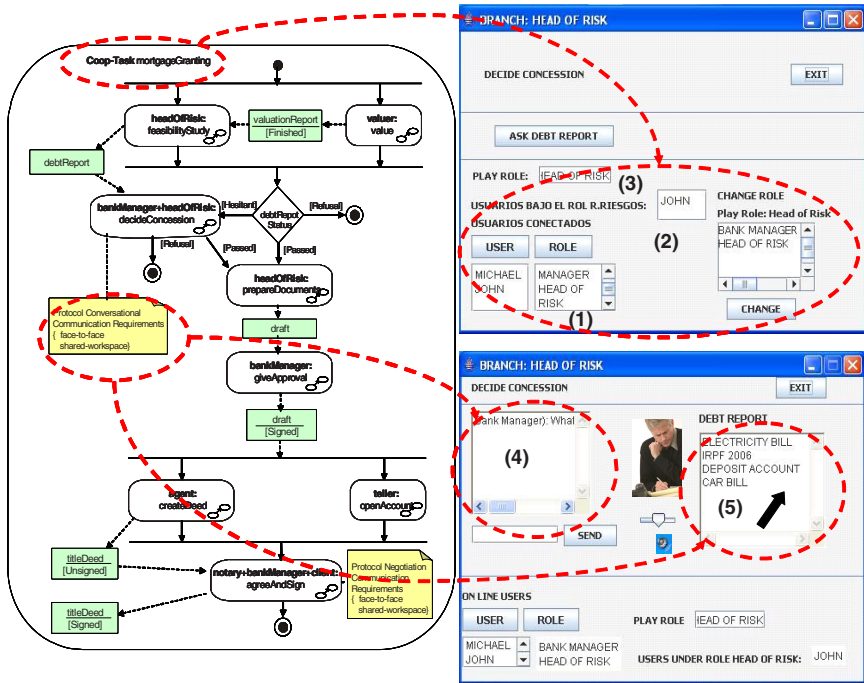 Coop-Task mortgageGranting
headOfRisk:
feasibilityStudy
valuationReport
[Finished]
valuer:
value
debtReport
bankManager+headOfRisk:
decideConcession
[Hesitant]
debtRepot
Status
[Refusal]
[Refusal]
[Passed]
[Passed]
headOfRisk:
prepareDocuments
Protocol Conversational
Communication Requirements
{ face-to-face
shared-workspace}
draft
bankManager:
giveApproval
draft
[Signed]
agent:
createDeed
teller:
openAccount
titleDeed
[Unsigned]
notary+bankManager+client:
agreeAndSign
Protocol Negotiation
Communication
Requirements
{ face-to-face
shared-workspace}
titleDeed
[Signed]
BRANCH: HEAD OF RISK
DECIDE CONCESSION
EXIT
ASK DEBT REPORT
PLAY ROLE:
HEAD OF RISK
(3)
USUARIOS BAJO EL ROL R.RIESGOS:
JOHN
CHANGE ROLE
Play Role: Head of Risk
USUARIOS CONECTADOS
BANK MANAGER
HEAD OF RISK
(2)
USER
ROLE
MICHAEL
JOHN
MANAGER
HEAD OF
RISK
(1)
CHANGE
BRANCH: HEAD OF RISK
DECIDE CONCESSION
EXIT
Bank Manager): What
DEBT REPORT
ELECTRICITY BILL
IRPF 2006
DEPOSIT ACCOUNT
CAR BILL
(4)
(5)
SEND
ON LINE USERS
USER
ROLE
PLAY ROLE
HEAD OF RISK
MICHAEL
JOHN
BANK MANAGER
HEAD OF RISK
USERS UNDER ROLE HEAD OF RISK:
JOHN